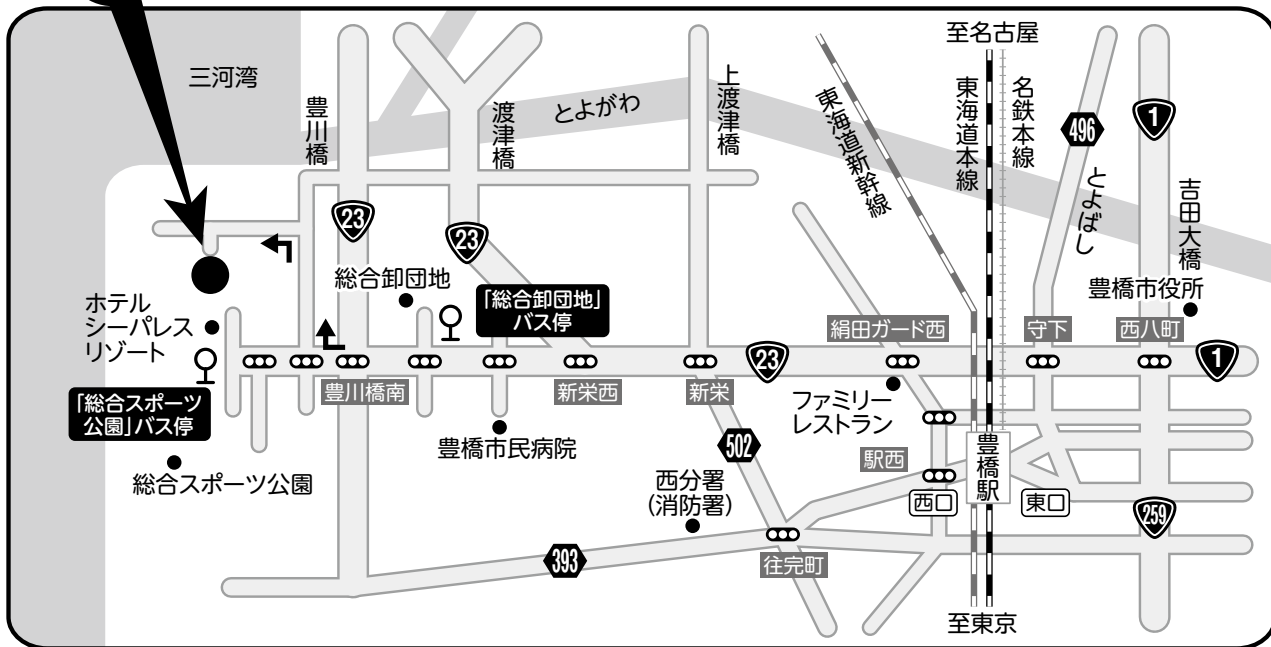 至名古屋
三河湾
豊川橋
渡津橋
とよがわ
上渡津橋
東海道新幹線
東海道本線
名鉄本線
496
とよばし
1
吉田大橋
23
23
総合卸団地
「総合卸団地」
バス停
豊橋市役所
ホテル
シーパレス
リゾート
絹田ガード西
守下
西八町
23
1
「総合スポーツ
公園」バス停
豊川橋南
新栄西
新栄
ファミリー
レストラン
豊橋市民病院
502
駅西
豊橋駅
総合スポーツ公園
西分署
(消防署)
西口
東口
259
393
往完町
至東京